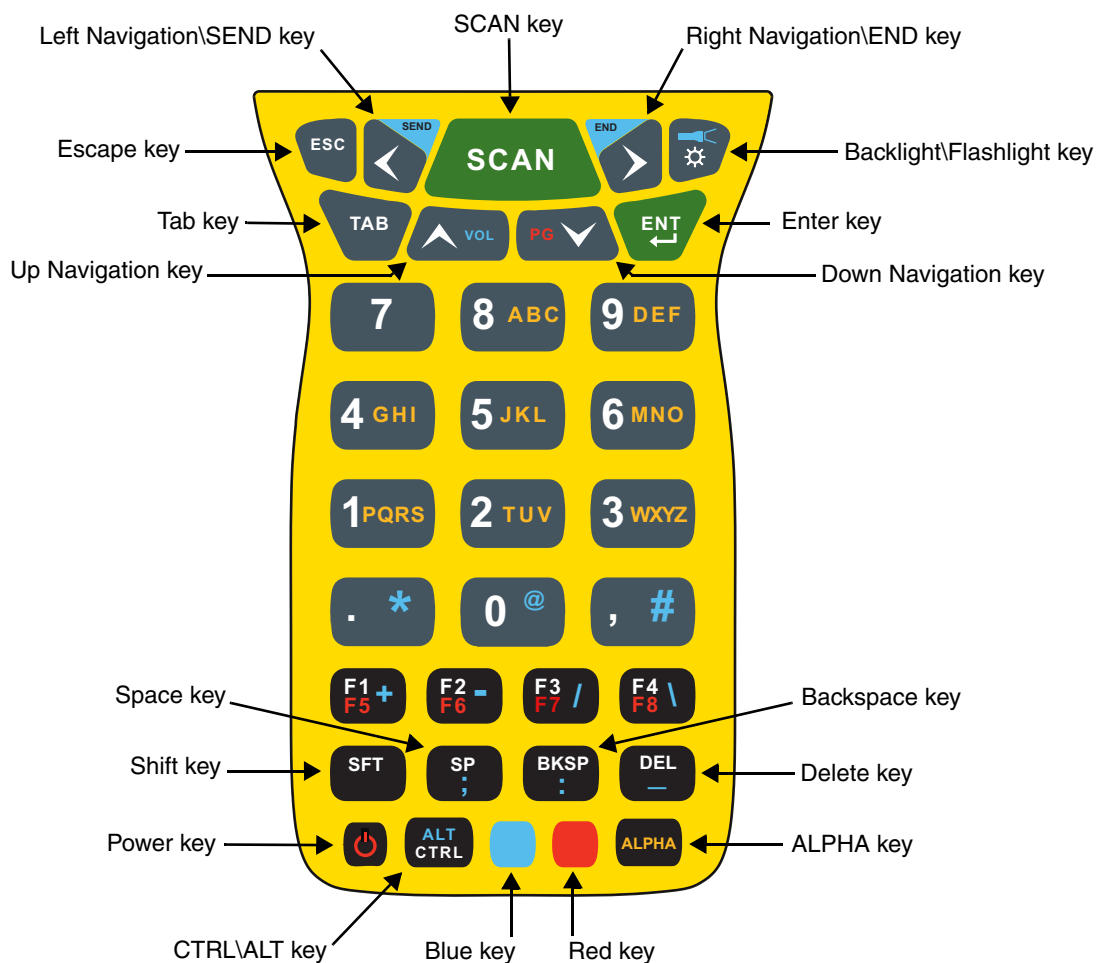 SCAN key
Left Navigation\SEND key
Right Navigation\END key
Escape key
ESC
SEND
SCAN
END
Backlight\Flashlight key
Tab key
TAB
VOL
PG
ENT
Enter key
Up Navigation key
Down Navigation key
7
8 ABC
9 DEF
4 GHI
5 JKL
6 MNO
1 PQRS
2 TUV
3 WXYZ
. *
0 @
, #
F1 +
F5
F2 -
F6
F3 /
F7
F4 \
F8
Space key
Backspace key
Shift key
SFT
SP
;
BKSP
:
DEL
_
Delete key
Power key
ALT
CTRL
ALPHA
ALPHA key
CTRL\ALT key
Blue key
Red key